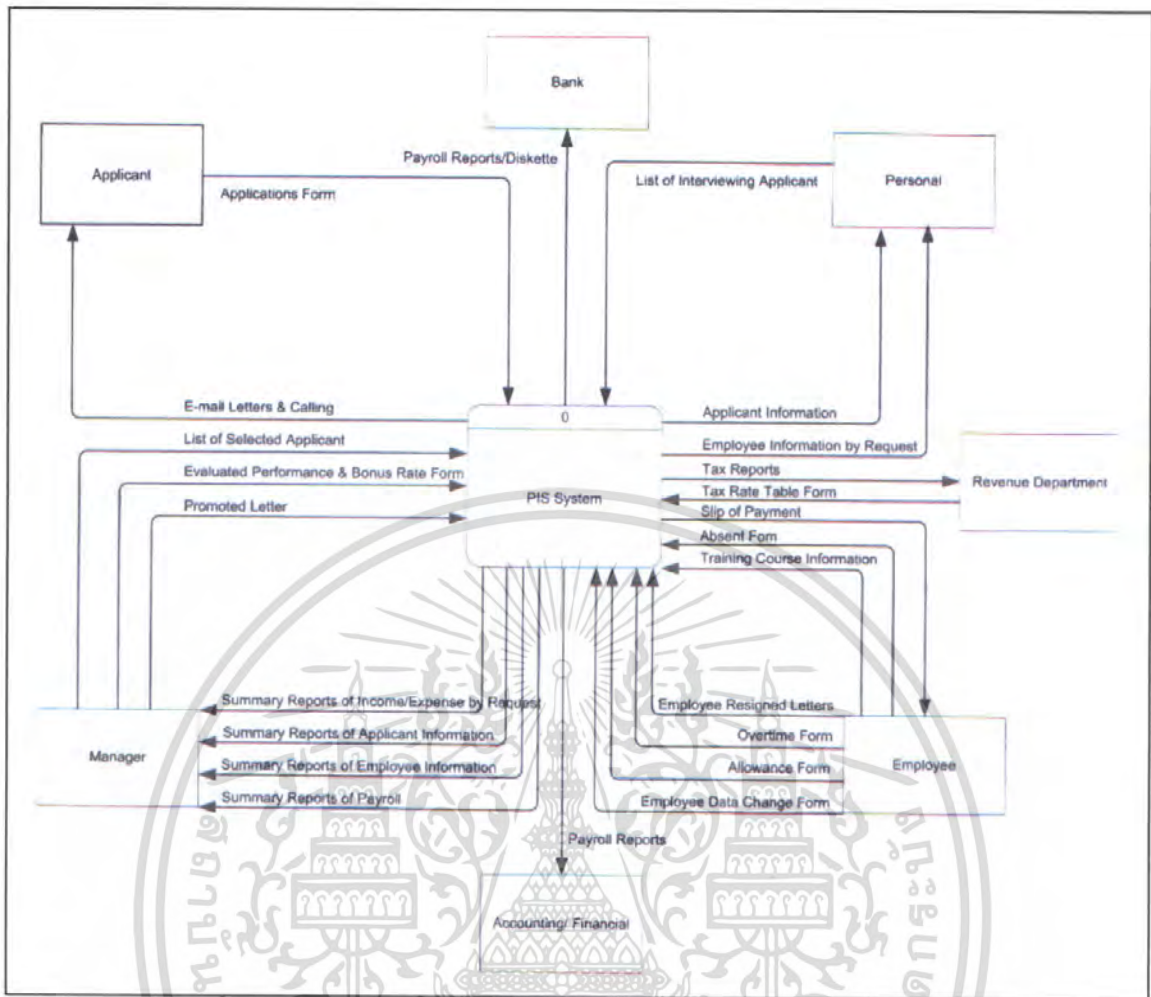 Bank
Applicant
Payroll Reports/Diskette
Applications Form
List of Interviewing Applicant
Personal
E-mail Letters & Calling
List of Selected Applicant
Evaluated Performance & Bonus Rate Form
Promoted Letter
0
PIS System
Applicant Information
Employee Information by Request
Tax Reports
Tax Rate Table Form
Slip of Payment
Absent Form
Training Course Information
Revenue Department
Manager
Summary Reports of Income/Expense by Request
Summary Reports of Applicant Information
Summary Reports of Employee Information
Summary Reports of Payroll
Employee Resigned Letters
Overtime Form
Allowance Form
Employee Data Change Form
Employee
Payroll Reports
Accounting/ Financial